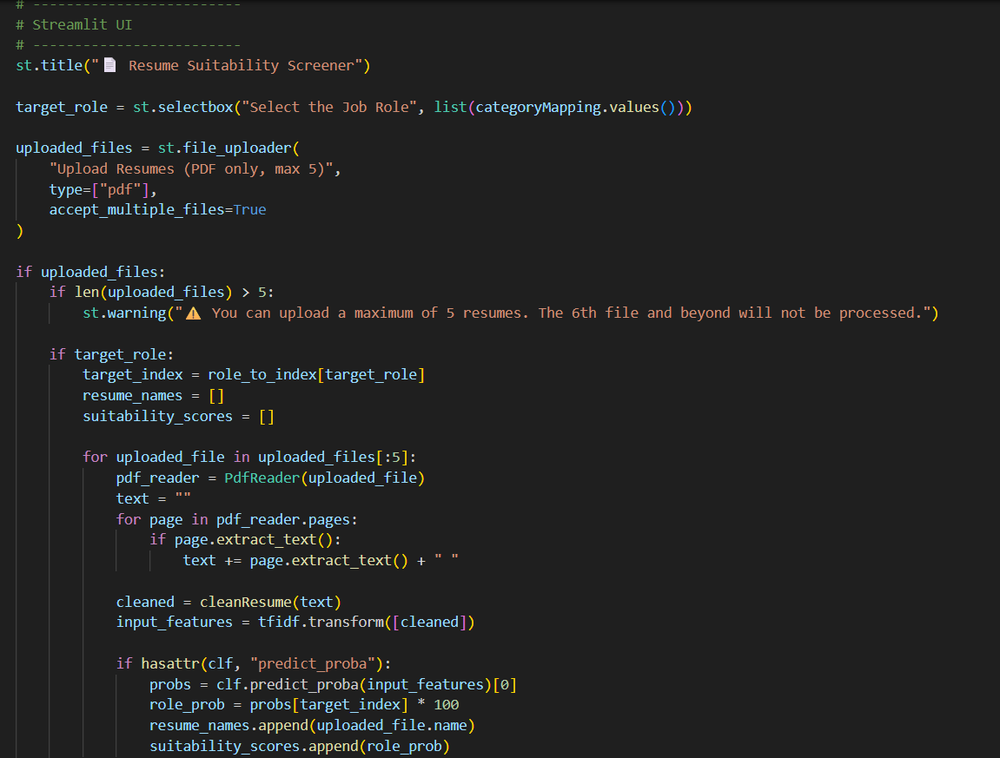 # -------------------------
# Streamlit UI
# -------------------------
st.title("📄 Resume Suitability Screener")
target_role = st.selectbox("Select the Job Role", list(categoryMapping.values()))
uploaded_files = st.file_uploader(
    "Upload Resumes (PDF only, max 5)",
    type=["pdf"],
    accept_multiple_files=True
)
if uploaded_files:
    if len(uploaded_files) > 5:
        st.warning("⚠️ You can upload a maximum of 5 resumes. The 6th file and beyond will not be processed.")
    if target_role:
        target_index = role_to_index[target_role]
        resume_names = []
        suitability_scores = []
        for uploaded_file in uploaded_files[:5]:
            pdf_reader = PdfReader(uploaded_file)
            text = ""
            for page in pdf_reader.pages:
                if page.extract_text():
                    text += page.extract_text() + " "
            cleaned = cleanResume(text)
            input_features = tfidf.transform([cleaned])
            if hasattr(clf, "predict_proba"):
                probs = clf.predict_proba(input_features)[0]
                role_prob = probs[target_index] * 100
                resume_names.append(uploaded_file.name)
                suitability_scores.append(role_prob)